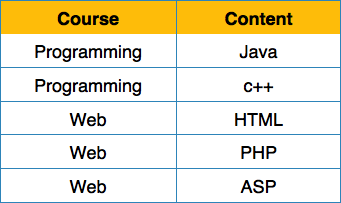 Course Content
Programming Java
Programming c++
Web HTML
Web PHP
Web ASP